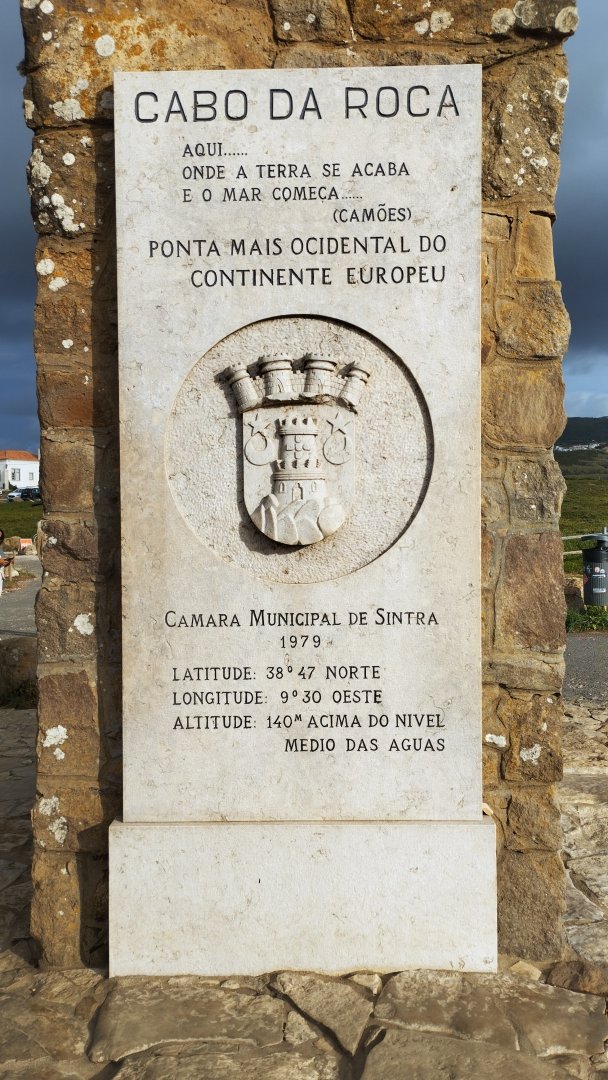 CABO DA ROCA
AQUI......
ONDE A TERRA SE ACABA
E O MAR COMEÇA......
(CAMÕES)
PONTA MAIS OCIDENTAL DO
CONTINENTE EUROPEU
CAMARA MUNICIPAL DE SINTRA
1979
LATITUDE: 38º 47 NORTE
LONGITUDE: 9º 30 OESTE
ALTITUDE: 140ᴹ ACIMA DO NIVEL
MEDIO DAS AGUAS